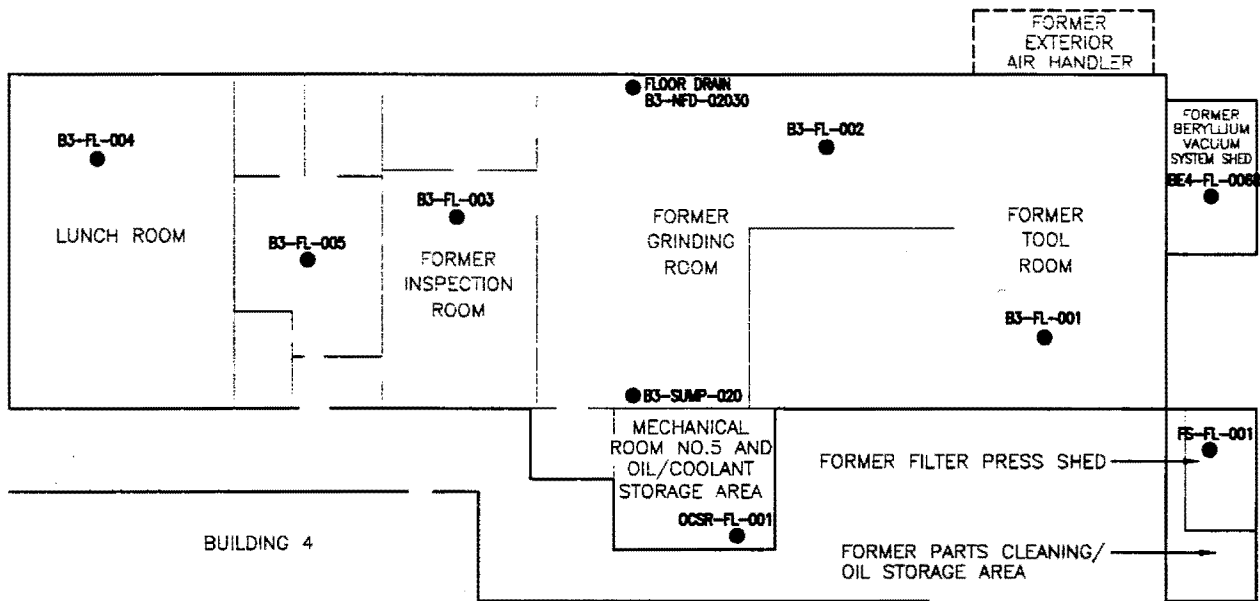 FORMER
EXTERIOR
AIR HANDLER
FLOOR DRAIN
B3-NFD-02030
B3-FL-004
B3-FL-002
FORMER
BERYLLIUM
VACUUM
SYSTEM SHED
BE4-FL-006B
B3-FL-003
LUNCH ROOM
B3-FL-005
FORMER
INSPECTION
ROOM
FORMER
GRINDING
ROOM
FORMER
TOOL
ROOM
B3-FL-001
B3-SUMP-020
MECHANICAL
ROOM NO.5 AND
OIL/COOLANT
STORAGE AREA
OCSR-FL-001
FORMER FILTER PRESS SHED
FS-FL-001
BUILDING 4
FORMER PARTS CLEANING/
OIL STORAGE AREA